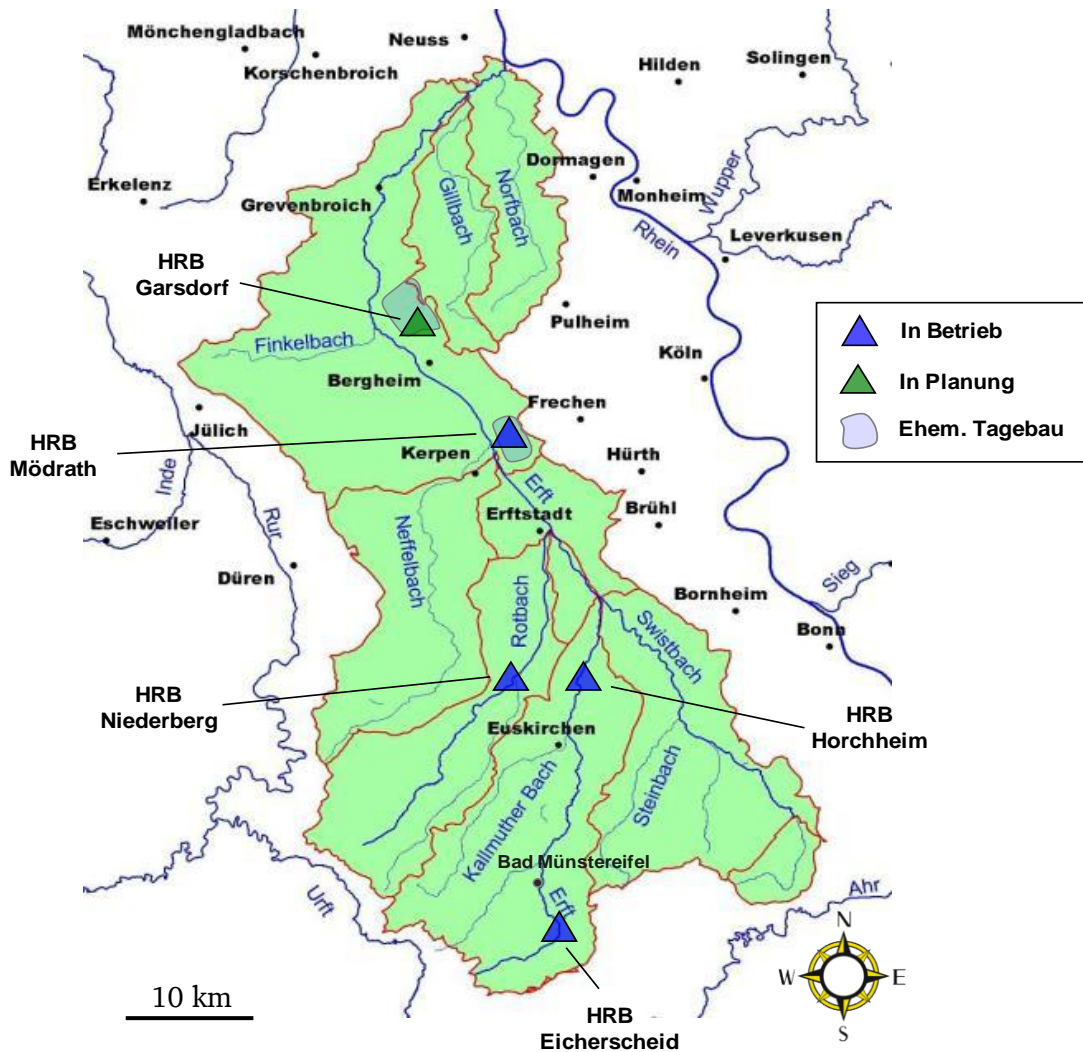 Mönchengladbach
Neuss
Korschenbroich
Hilden
Solingen
Dormagen
Monheim
Wupper
Erkelenz
Grevenbroich
Gillbach
Norfbach
Rhein
Leverkusen
HRB
Garsdorf
Pulheim
Finkelbach
Bergheim
Köln
In Betrieb
In Planung
Ehem. Tagebau
Frechen
Jülich
HRB
Mödrath
Kerpen
Hürth
Inde
Erft
Brühl
Eschweiler
Rur
Erftstadt
Neffelbach
Düren
Rotbach
Bornheim
Sieg
Swistbach
Bonn
HRB
Niederberg
HRB
Horchheim
Euskirchen
Steinbach
Kallmuther Bach
Bad Münstereifel
Urft
Erft
Ahr
N
W
E
S
10 km
HRB
Eicherscheid